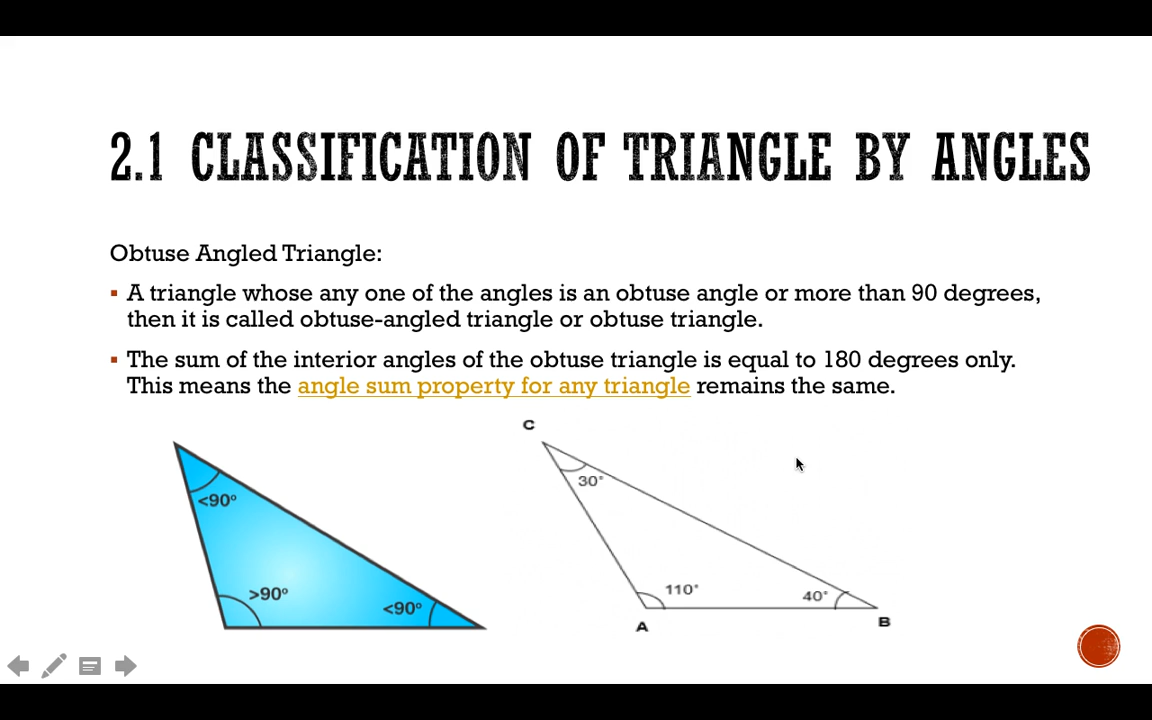 2.1 CLASSIFICATION OF TRIANGLE BY ANGLES
Obtuse Angled Triangle:
▪ A triangle whose any one of the angles is an obtuse angle or more than 90 degrees,
then it is called obtuse-angled triangle or obtuse triangle.
▪ The sum of the interior angles of the obtuse triangle is equal to 180 degrees only.
This means the angle sum property for any triangle remains the same.
<90°
>90°
<90°
C
30°
110°
40°
A
B